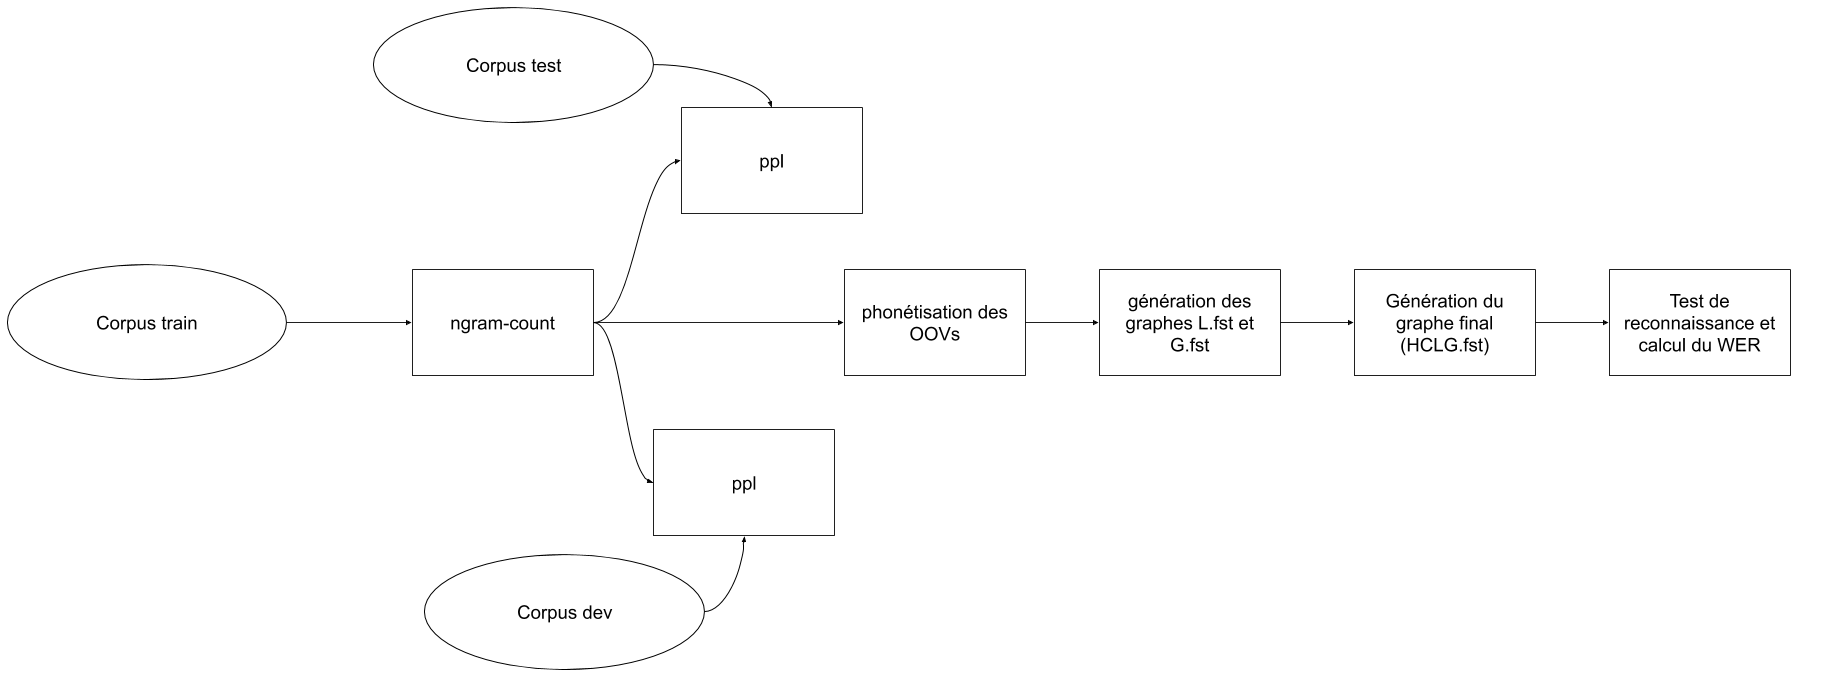 Corpus test
ppl
Corpus train
ngram-count
phonétisation des
OOVs
génération des
graphes L.fst et
G.fst
Génération du
graphe final
(HCLG.fst)
Test de
reconnaissance et
calcul du WER
ppl
Corpus dev